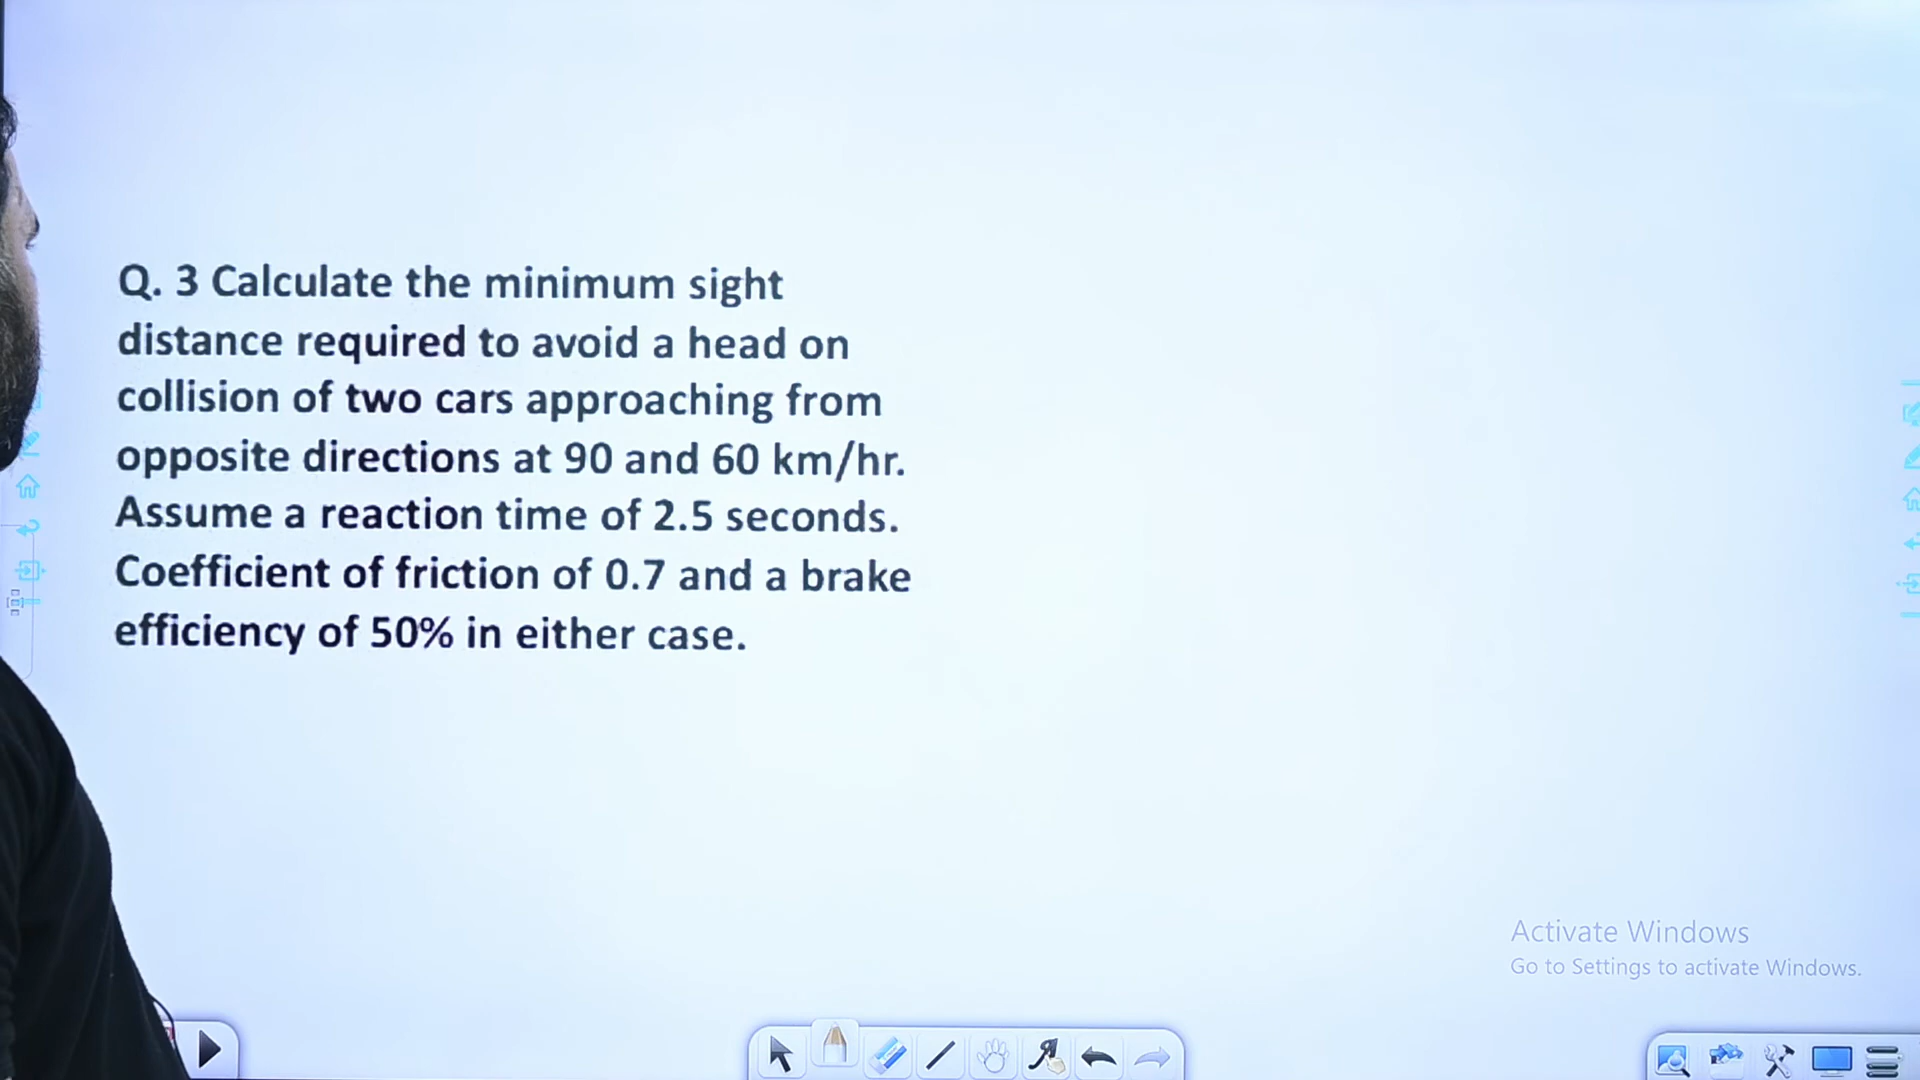 Q. 3 Calculate the minimum sight
distance required to avoid a head on
collision of two cars approaching from
opposite directions at 90 and 60 km/hr.
Assume a reaction time of 2.5 seconds.
Coefficient of friction of 0.7 and a brake
efficiency of 50% in either case.
Activate Windows
Go to Settings to activate Windows.